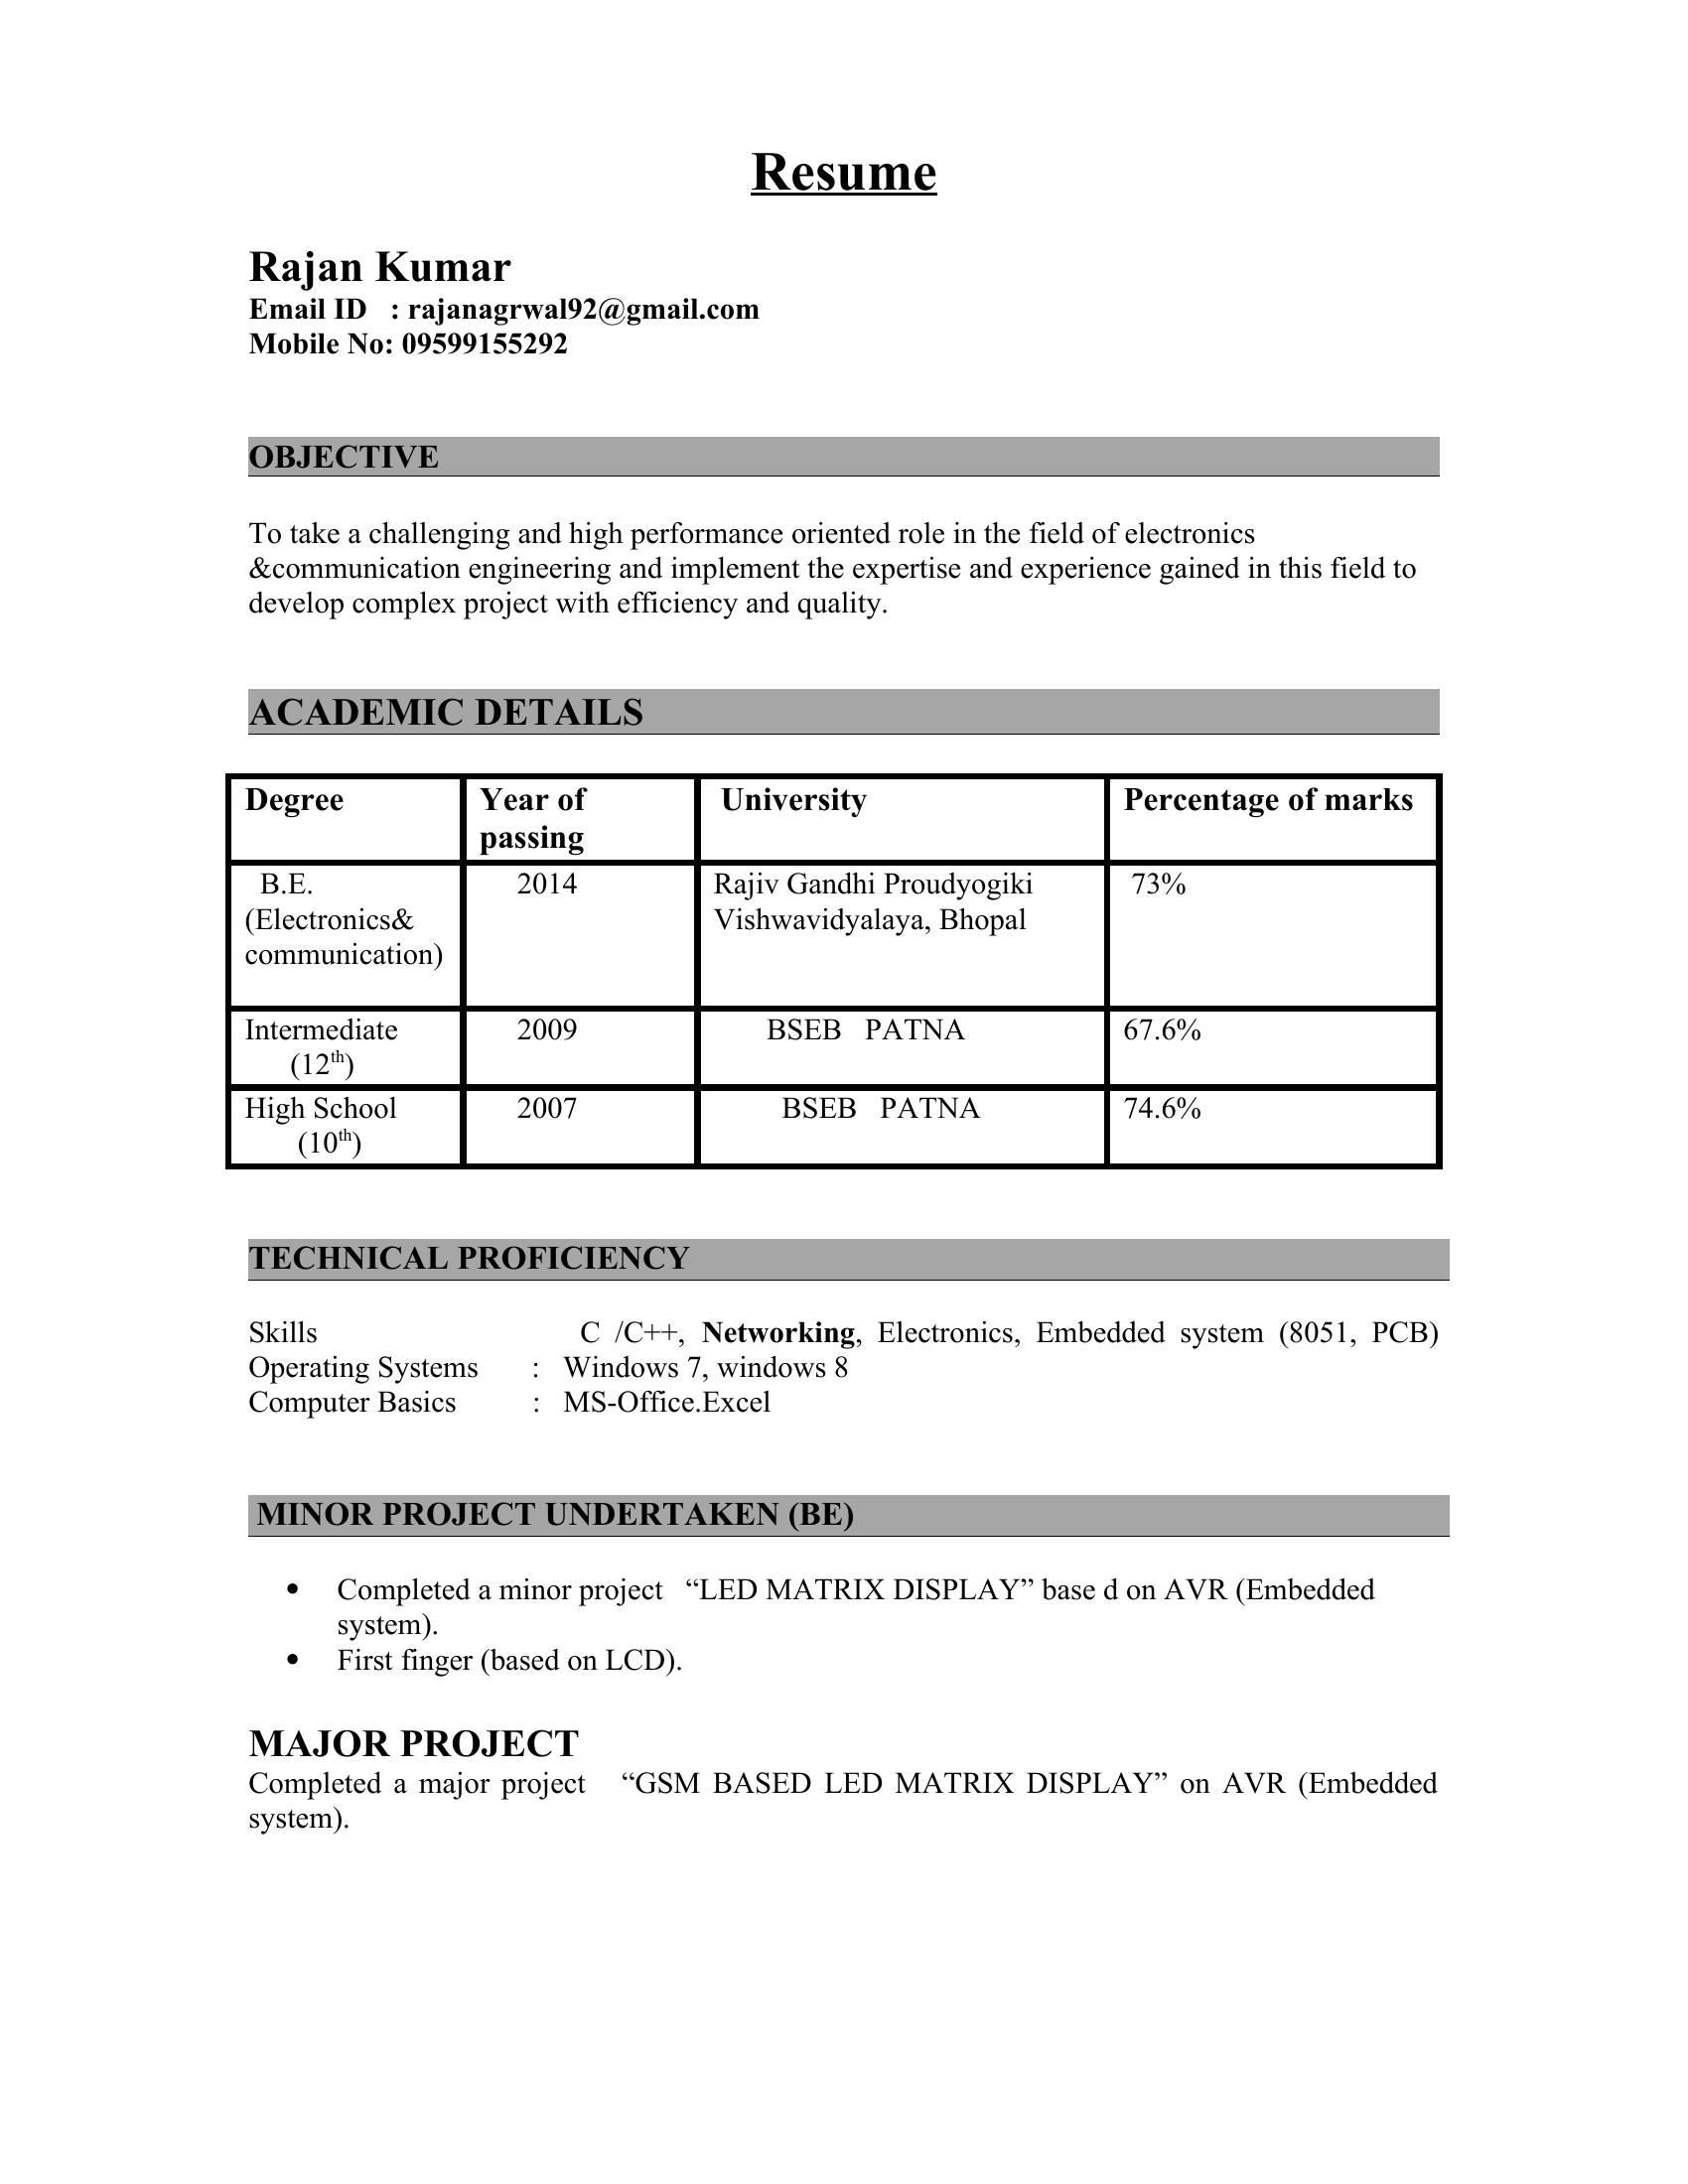 Resume
Rajan Kumar
Email ID : rajanagrwal92@gmail.com
Mobile No: 09599155292
OBJECTIVE
To take a challenging and high performance oriented role in the field of electronics
&communication engineering and implement the expertise and experience gained in this field to
develop complex project with efficiency and quality.
ACADEMIC DETAILS
Degree Year of passing University Percentage of marks
B.E. (Electronics& communication) 2014 Rajiv Gandhi Proudyogiki Vishwavidyalaya, Bhopal 73%
Intermediate (12th) 2009 BSEB PATNA 67.6%
High School (10th) 2007 BSEB PATNA 74.6%
TECHNICAL PROFICIENCY
Skills C /C++, Networking, Electronics, Embedded system (8051, PCB)
Operating Systems : Windows 7, windows 8
Computer Basics : MS-Office.Excel
MINOR PROJECT UNDERTAKEN (BE)
• Completed a minor project “LED MATRIX DISPLAY” base d on AVR (Embedded
system).
• First finger (based on LCD).
MAJOR PROJECT
Completed a major project “GSM BASED LED MATRIX DISPLAY” on AVR (Embedded
system).